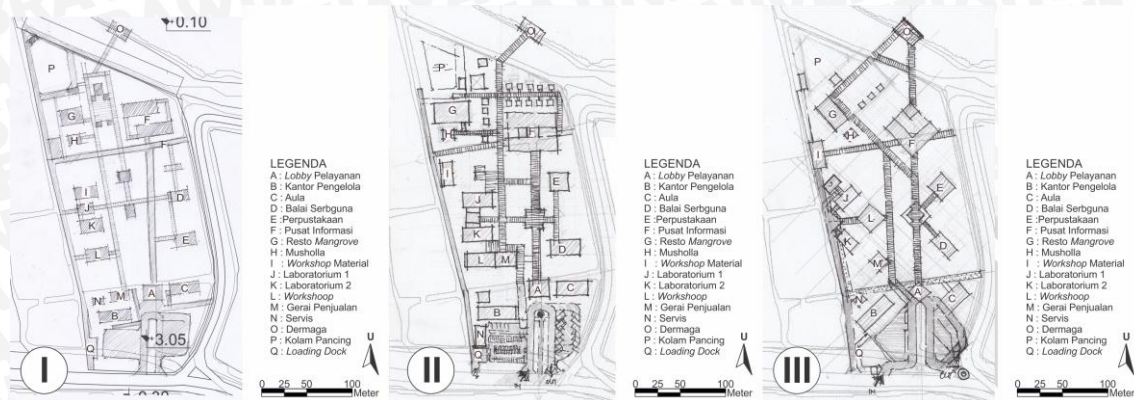 +0.10
O
P
G
F
H
F
I
J
D
K
L
E
N
M
A
C
B
Q
+3.05
I
LEGENDA
A : Lobby Pelayanan
B : Kantor Pengelola
C : Aula
D : Balai Serbguna
E :Perpustakaan
F : Pusat Informasi
G : Resto Mangrove
H : Musholla
I : Workshop Material
J : Laboratorium 1
K : Laboratorium 2
L : Workshoop
M : Gerai Penjualan
N : Servis
O : Dermaga
P : Kolam Pancing
Q : Loading Dock
U
0 25 50 100
Meter
O
P
G
H
I
E
J
K
D
L M
A C
B
N
Q
IN
OUT
II
LEGENDA
A : Lobby Pelayanan
B : Kantor Pengelola
C : Aula
D : Balai Serbguna
E :Perpustakaan
F : Pusat Informasi
G : Resto Mangrove
H : Musholla
I : Workshop Material
J : Laboratorium 1
K : Laboratorium 2
L : Workshoop
M : Gerai Penjualan
N : Servis
O : Dermaga
P : Kolam Pancing
Q : Loading Dock
U
0 25 50 100
Meter
O
P
G
H
F
I
J
E
L
K
D
M
N
A
C
B
Q
IN
OUT
III
LEGENDA
A : Lobby Pelayanan
B : Kantor Pengelola
C : Aula
D : Balai Serbguna
E :Perpustakaan
F : Pusat Informasi
G : Resto Mangrove
H : Musholla
I : Workshop Material
J : Laboratorium 1
K : Laboratorium 2
L : Workshoop
M : Gerai Penjualan
N : Servis
O : Dermaga
P : Kolam Pancing
Q : Loading Dock
U
0 25 50 100
Meter